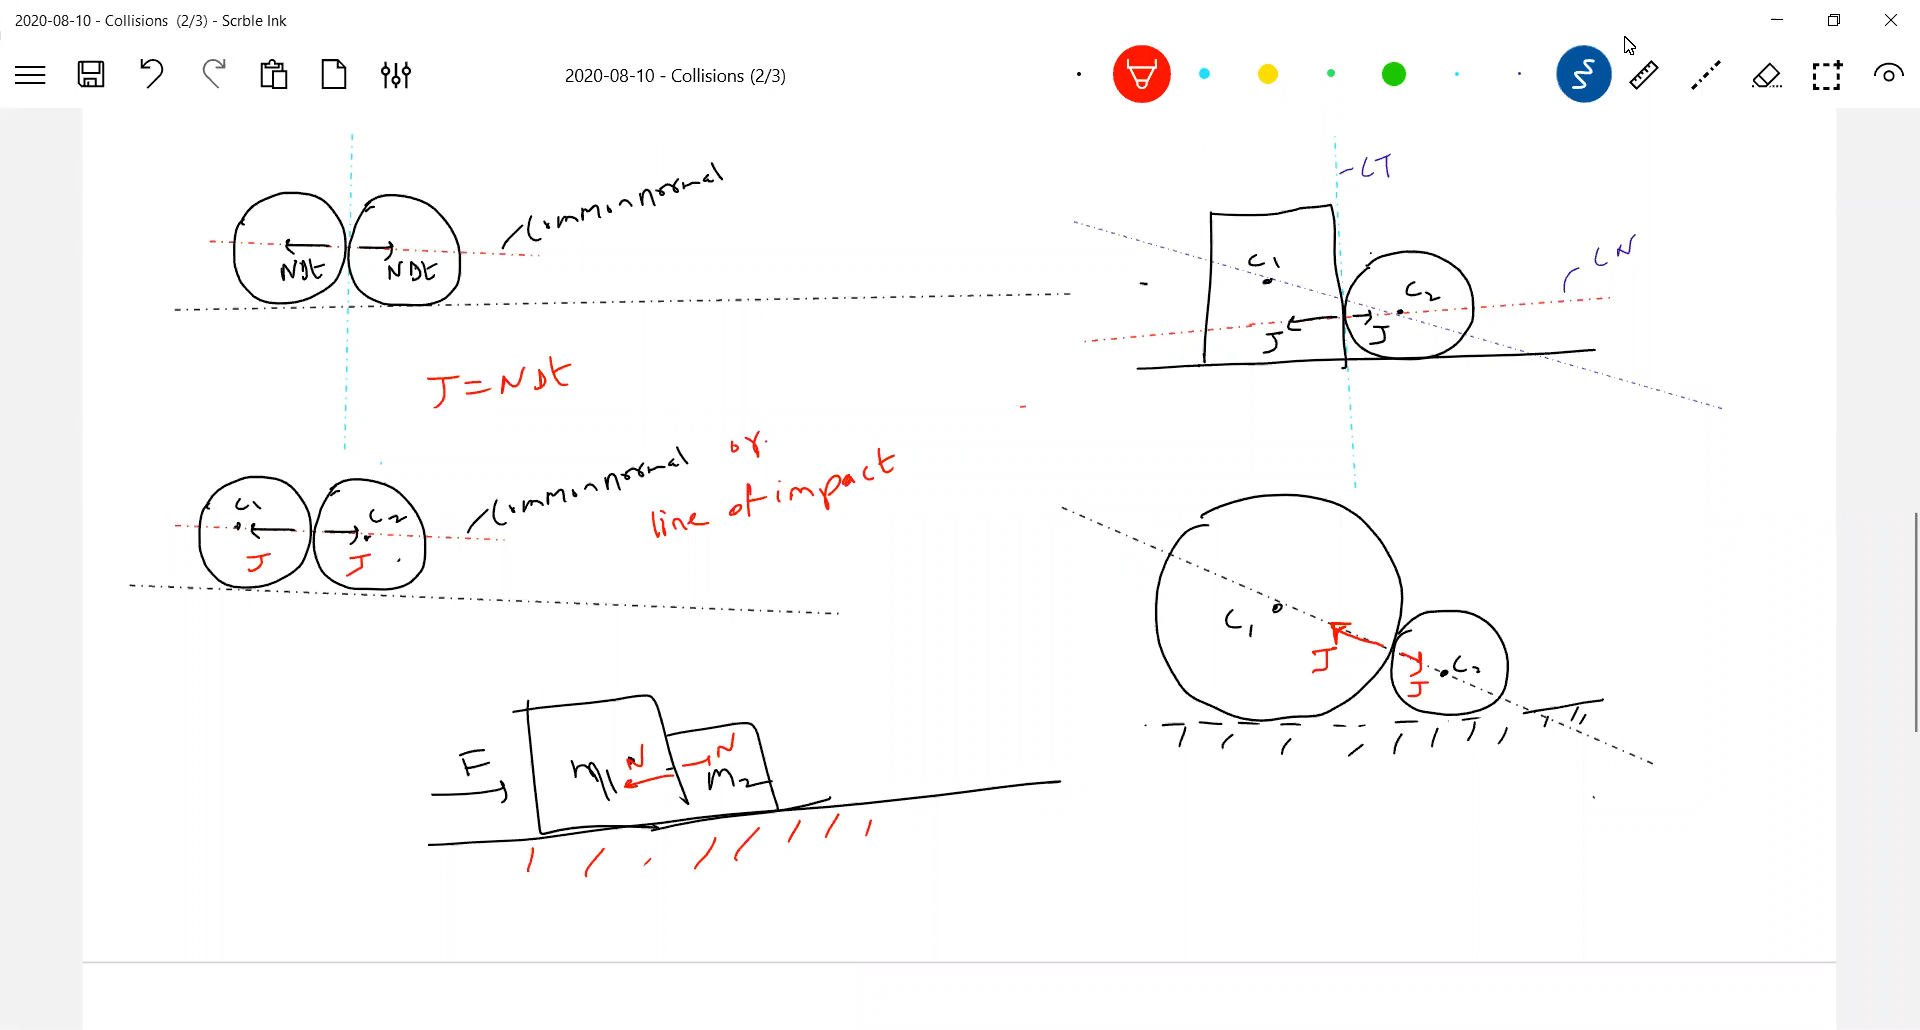 2020-08-10 - Collisions (2/3) - Scrble Ink
2020-08-10 - Collisions (2/3)
Common normal
NΔt
NΔt
J = NΔt
Common normal or
line of impact
C1
C2
J
J
F
m1
N
N
m2
CT
CN
C1
C2
J
J
C1
J
J
C2